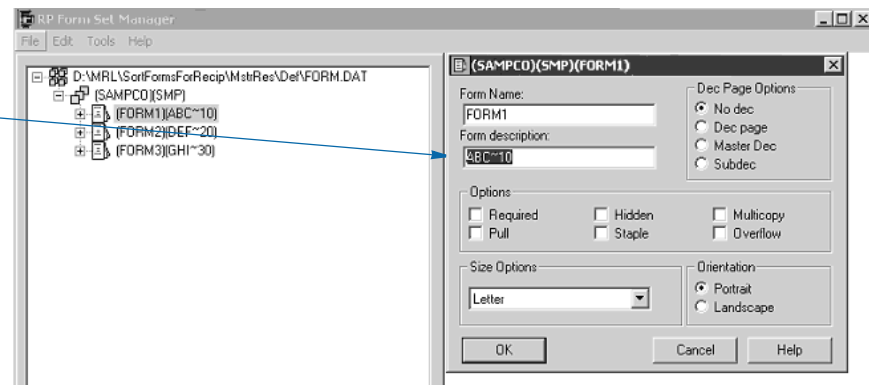 RP Form Set Manager
File Edit Tools Help
D:\MRL\SortFormsForRecip\MstrRes\Def\FORM.DAT
(SAMPCO)(SMP)
(FORM1)(ABC~10)
(FORM2)(DEF~20)
(FORM3)(GHI~30)
(SAMPCO)(SMP)(FORM1)
Form Name:
FORM1
Form description:
ABC~10
Dec Page Options
No dec
Dec page
Master Dec
Subdec
Options
Required Hidden Multicopy
Pull Staple Overflow
Size Options
Letter
Orientation
Portrait
Landscape
OK Cancel Help